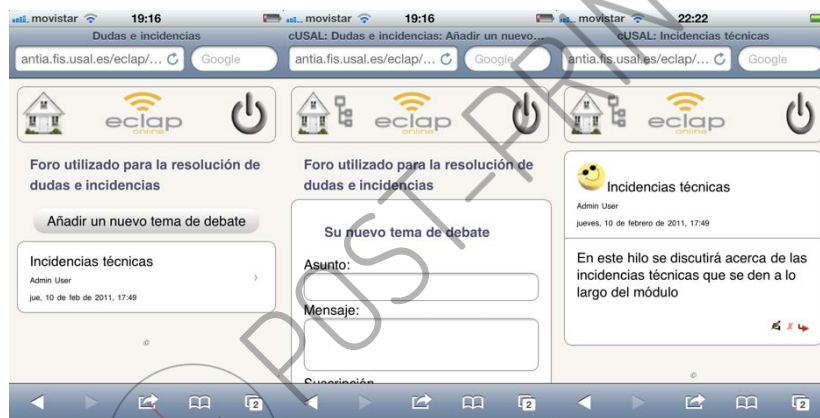 movistar 19:16
Dudas e incidencias
antia.fis.usal.es/eclap/... Google
eclap
online
Foro utilizado para la resolución de
dudas e incidencias
Añadir un nuevo tema de debate
Incidencias técnicas
Admin User
jue, 10 de feb de 2011, 17:49
©
2
movistar 19:16
cUSAL: Dudas e incidencias: Añadir un nuevo...
antia.fis.usal.es/eclap/... Google
eclap
online
Foro utilizado para la resolución de
dudas e incidencias
Su nuevo tema de debate
Asunto:
Mensaje:
Suscripción
2
movistar 22:22
cUSAL: Incidencias técnicas
antia.fis.usal.es/eclap/... Google
eclap
online
Incidencias técnicas
Admin User
jueves, 10 de febrero de 2011, 17:49
En este hilo se discutirá acerca de las
incidencias técnicas que se den a lo
largo del módulo
©
2
POST-PRIN